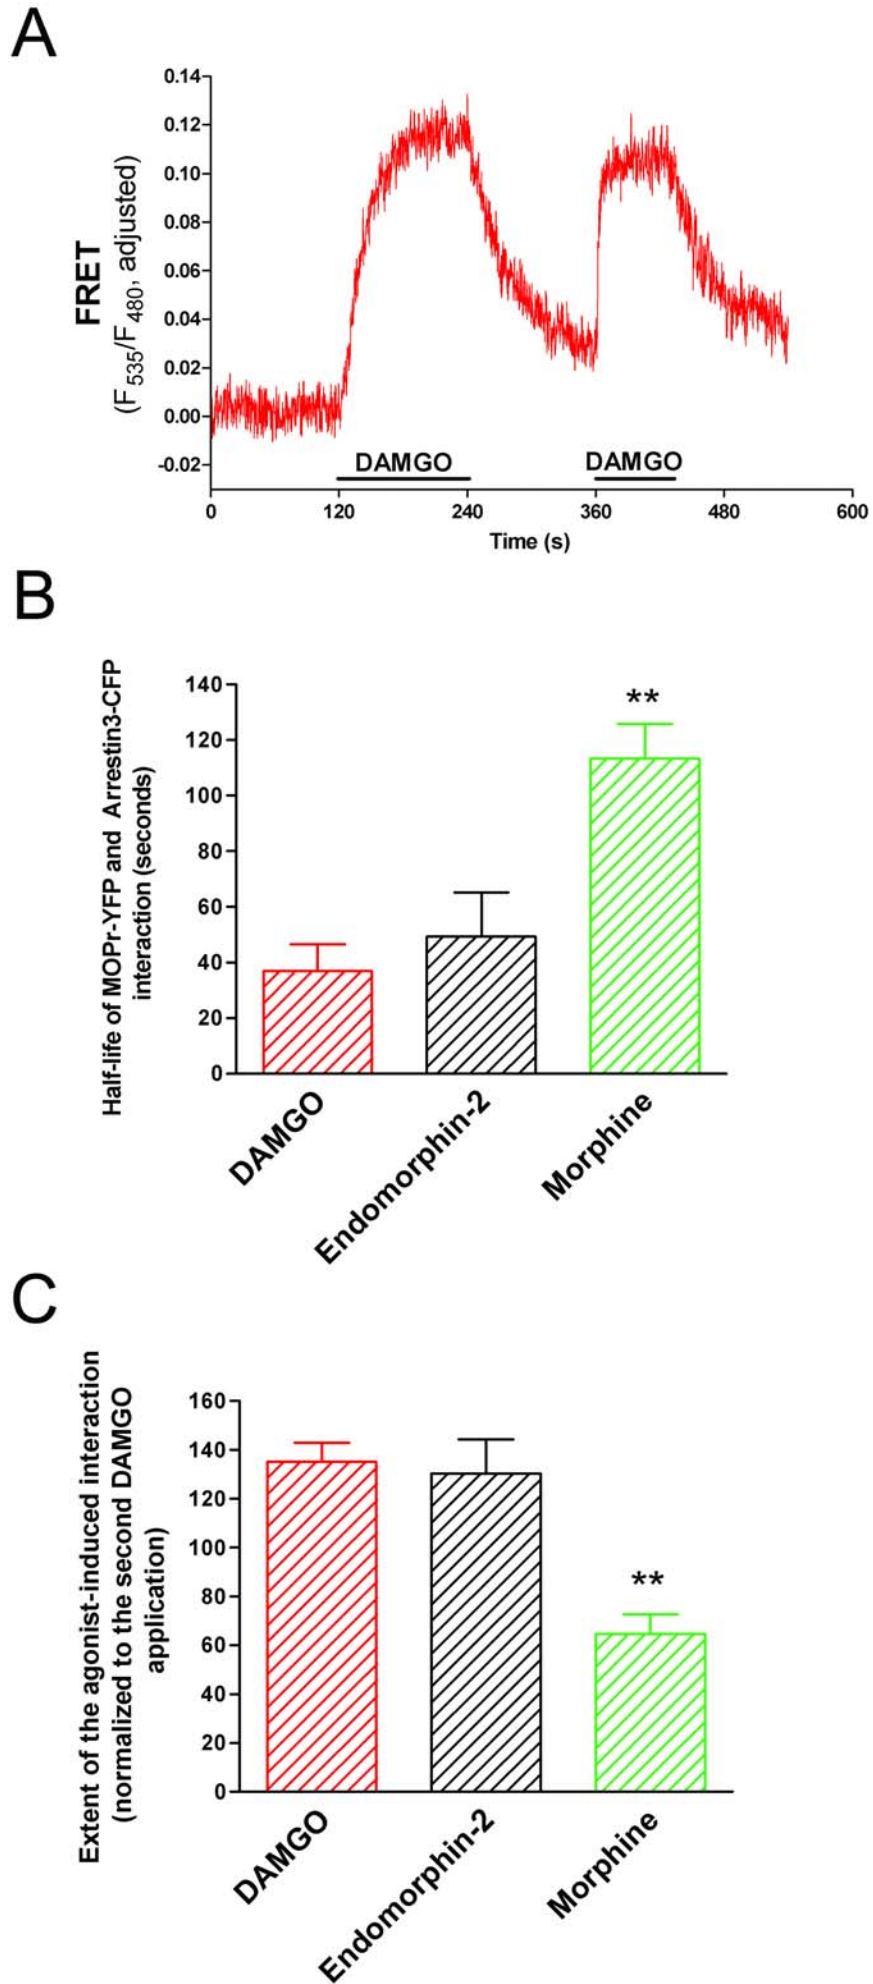 A
0.14
0.12
0.10
0.08
0.06
0.04
0.02
0.00
-0.02
FRET
(F535/F480, adjusted)
DAMGO
DAMGO
0
120
240
360
480
600
Time (s)
B
Half-life of MOPr-YFP and Arrestin3-CFP
interaction (seconds)
140
120
100
80
60
40
20
0
**
DAMGO
Endomorphin-2
Morphine
C
Extent of the agonist-induced interaction
(normalized to the second DAMGO
application)
160
140
120
100
80
60
40
20
0
**
DAMGO
Endomorphin-2
Morphine